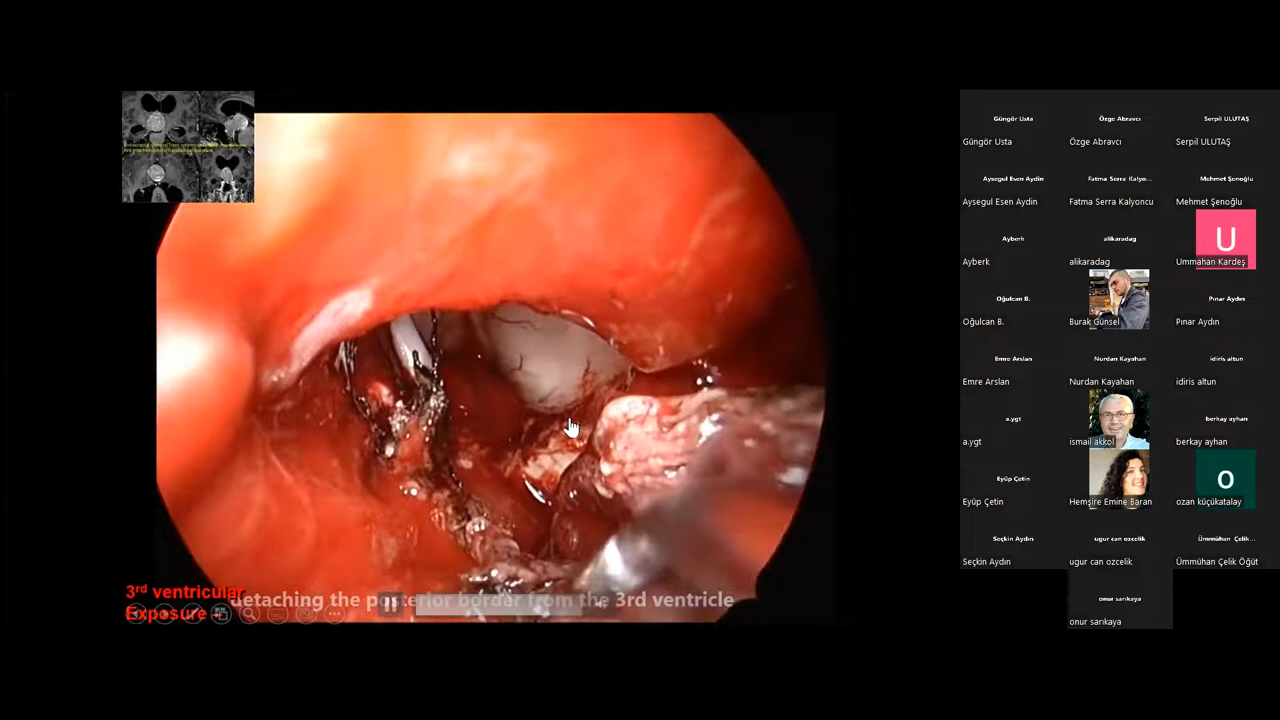 3rd ventricular
Exposure -
detaching the posterior border from the 3rd ventricle
Güngör Usta
Özge Abravcı
Serpil ULUTAŞ
Güngör Usta
Özge Abravcı
Serpil ULUTAŞ
Aysegul Esen Aydin
Fatma Serra Kalyo...
Mehmet Şenoğlu
Aysegul Esen Aydin
Fatma Serra Kalyoncu
Mehmet Şenoğlu
Ayberk
alikaradag
U
Ayberk
alikaradag
Ummahan Kardeş
Oğulcan B.
Pınar Aydın
Oğulcan B.
Burak Günsel
Pınar Aydın
Emre Arslan
Nurdan Kayahan
idiris altun
Emre Arslan
Nurdan Kayahan
idiris altun
a.ygt
berkay ayhan
a.ygt
ismail akkol
berkay ayhan
Eyüp Çetin
o
Eyüp Çetin
Hemşire Emine Baran
ozan küçükatalay
Seçkin Aydın
ugur can ozcelik
Ümmühan Çelik...
Seçkin Aydın
ugur can ozcelik
Ümmühan Çelik Öğüt
onur sarıkaya
onur sarıkaya